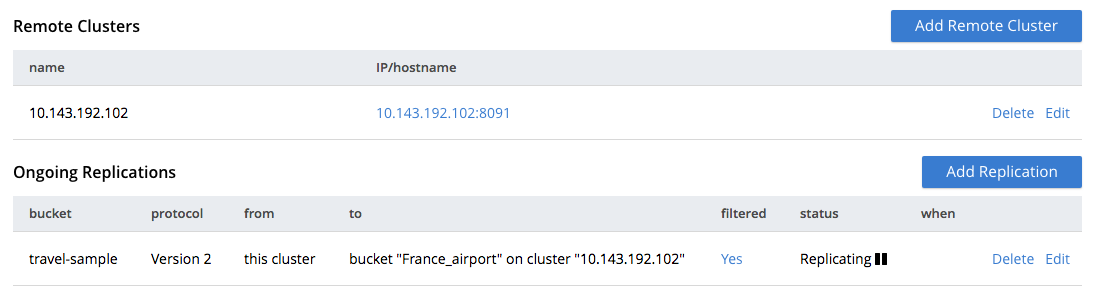 Remote Clusters Add Remote Cluster
name IP/hostname
10.143.192.102 10.143.192.102:8091 Delete Edit
Ongoing Replications Add Replication
bucket protocol from to filtered status when
travel-sample Version 2 this cluster bucket "France_airport" on cluster "10.143.192.102" Yes Replicating Delete Edit